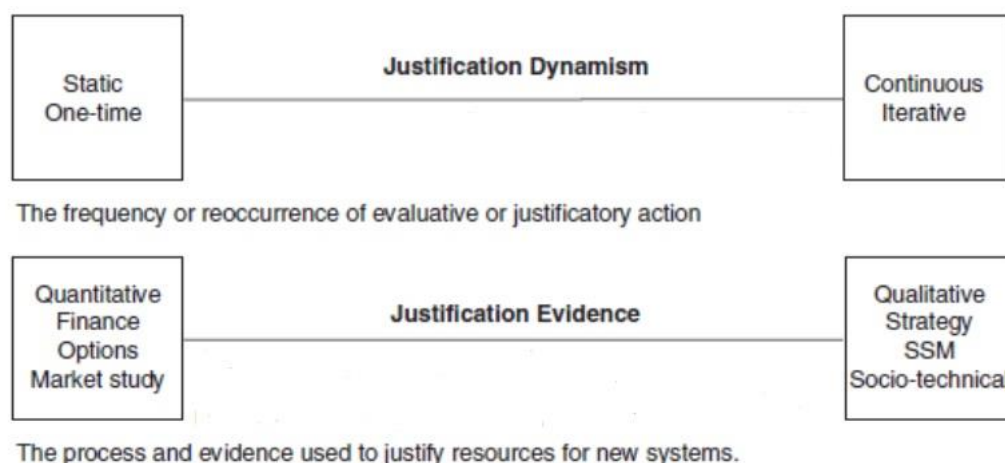 Static
One-time
Justification Dynamism
Continuous
Iterative
The frequency or reoccurrence of evaluative or justificatory action
Quantitative
Finance
Options
Market study
Justification Evidence
Qualitative
Strategy
SSM
Socio-technical
The process and evidence used to justify resources for new systems.